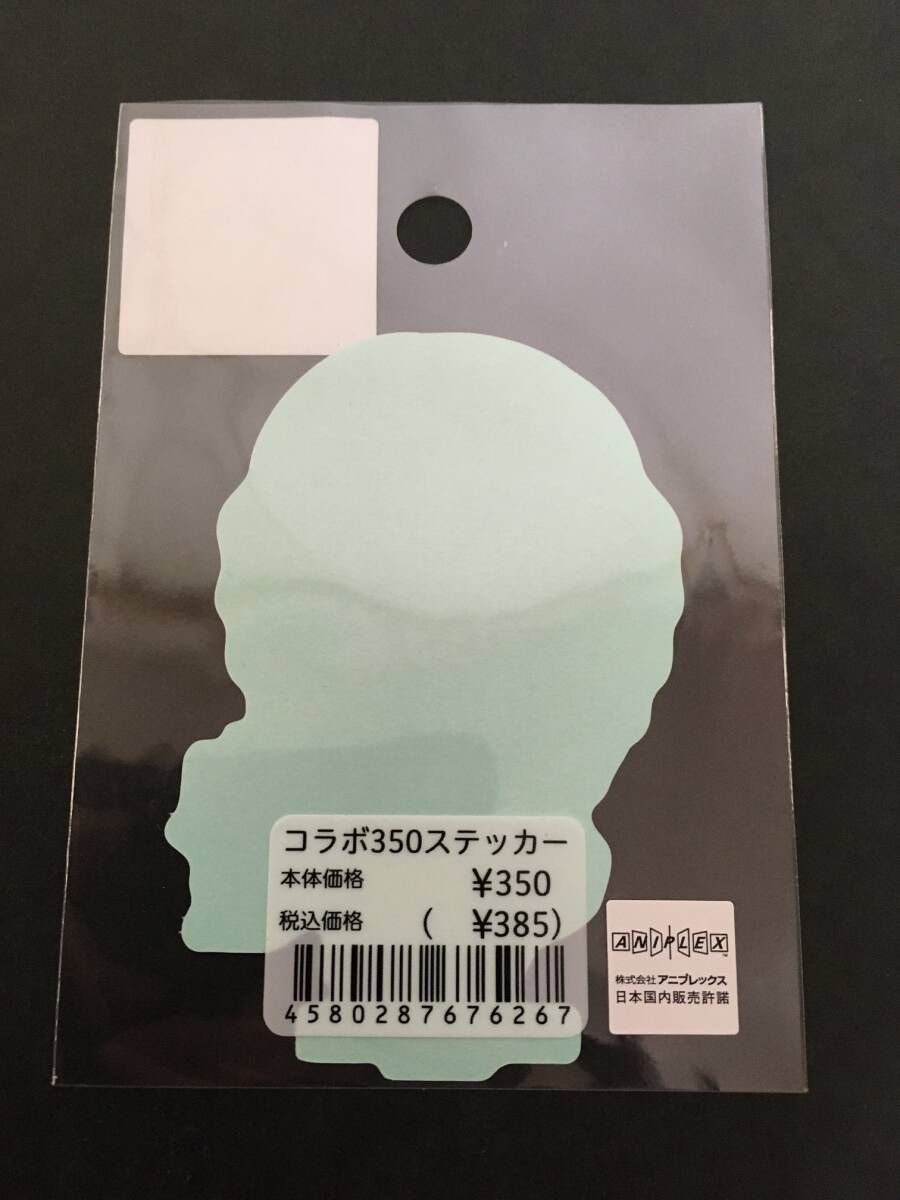 コラボ350ステッカー
本体価格 ¥350
税込価格 ( ¥385)
4580287676267
ANIPLEX™
株式会社アニプレックス
日本国内販売許諾